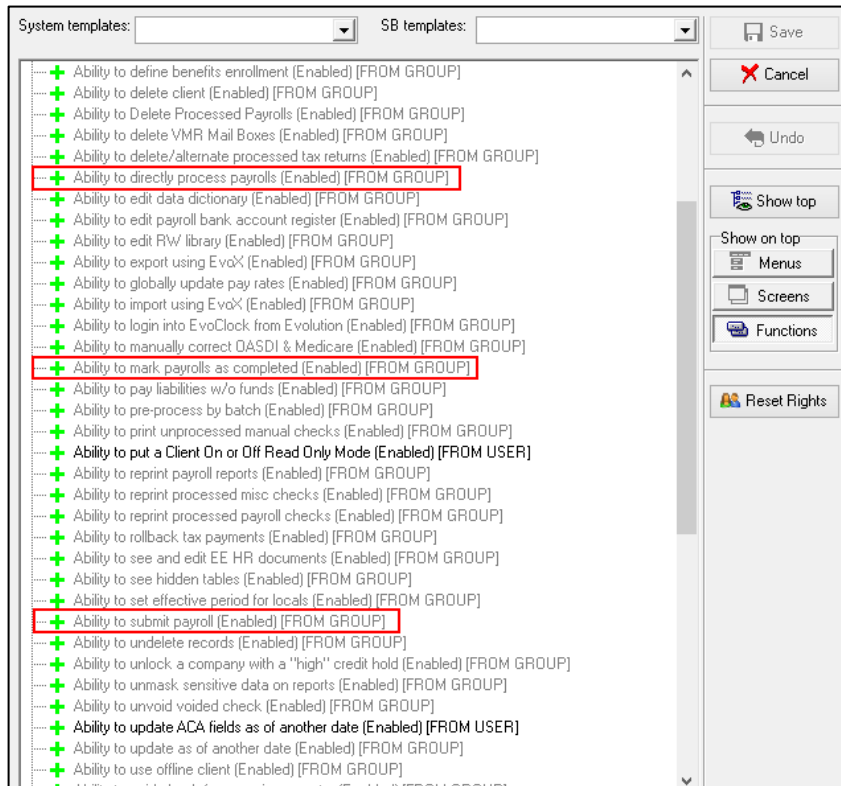 System templates:
SB templates:
Save
Cancel
Undo
Show top
Show on top
Menus
Screens
Functions
Reset Rights
Ability to define benefits enrollment (Enabled) [FROM GROUP]
Ability to delete client (Enabled) [FROM GROUP]
Ability to Delete Processed Payrolls (Enabled) [FROM GROUP]
Ability to delete VMR Mail Boxes (Enabled) [FROM GROUP]
Ability to delete/alternate processed tax returns (Enabled) [FROM GROUP]
Ability to directly process payrolls (Enabled) [FROM GROUP]
Ability to edit data dictionary (Enabled) [FROM GROUP]
Ability to edit payroll bank account register (Enabled) [FROM GROUP]
Ability to edit RW library (Enabled) [FROM GROUP]
Ability to export using EvoX (Enabled) [FROM GROUP]
Ability to globally update pay rates (Enabled) [FROM GROUP]
Ability to import using EvoX (Enabled) [FROM GROUP]
Ability to login into EvoClock from Evolution (Enabled) [FROM GROUP]
Ability to manually correct OASDI & Medicare (Enabled) [FROM GROUP]
Ability to mark payrolls as completed (Enabled) [FROM GROUP]
Ability to pay liabilities w/o funds (Enabled) [FROM GROUP]
Ability to pre-process by batch (Enabled) [FROM GROUP]
Ability to print unprocessed manual checks (Enabled) [FROM GROUP]
Ability to put a Client On or Off Read Only Mode (Enabled) [FROM USER]
Ability to reprint payroll reports (Enabled) [FROM GROUP]
Ability to reprint processed misc checks (Enabled) [FROM GROUP]
Ability to reprint processed payroll checks (Enabled) [FROM GROUP]
Ability to rollback tax payments (Enabled) [FROM GROUP]
Ability to see and edit EE HR documents (Enabled) [FROM GROUP]
Ability to see hidden tables (Enabled) [FROM GROUP]
Ability to set effective period for locals (Enabled) [FROM GROUP]
Ability to submit payroll (Enabled) [FROM GROUP]
Ability to undelete records (Enabled) [FROM GROUP]
Ability to unlock a company with a "high" credit hold (Enabled) [FROM GROUP]
Ability to unmask sensitive data on reports (Enabled) [FROM GROUP]
Ability to unvoid voided check (Enabled) [FROM GROUP]
Ability to update ACA fields as of another date (Enabled) [FROM USER]
Ability to update as of another date (Enabled) [FROM GROUP]
Ability to use offline client (Enabled) [FROM GROUP]